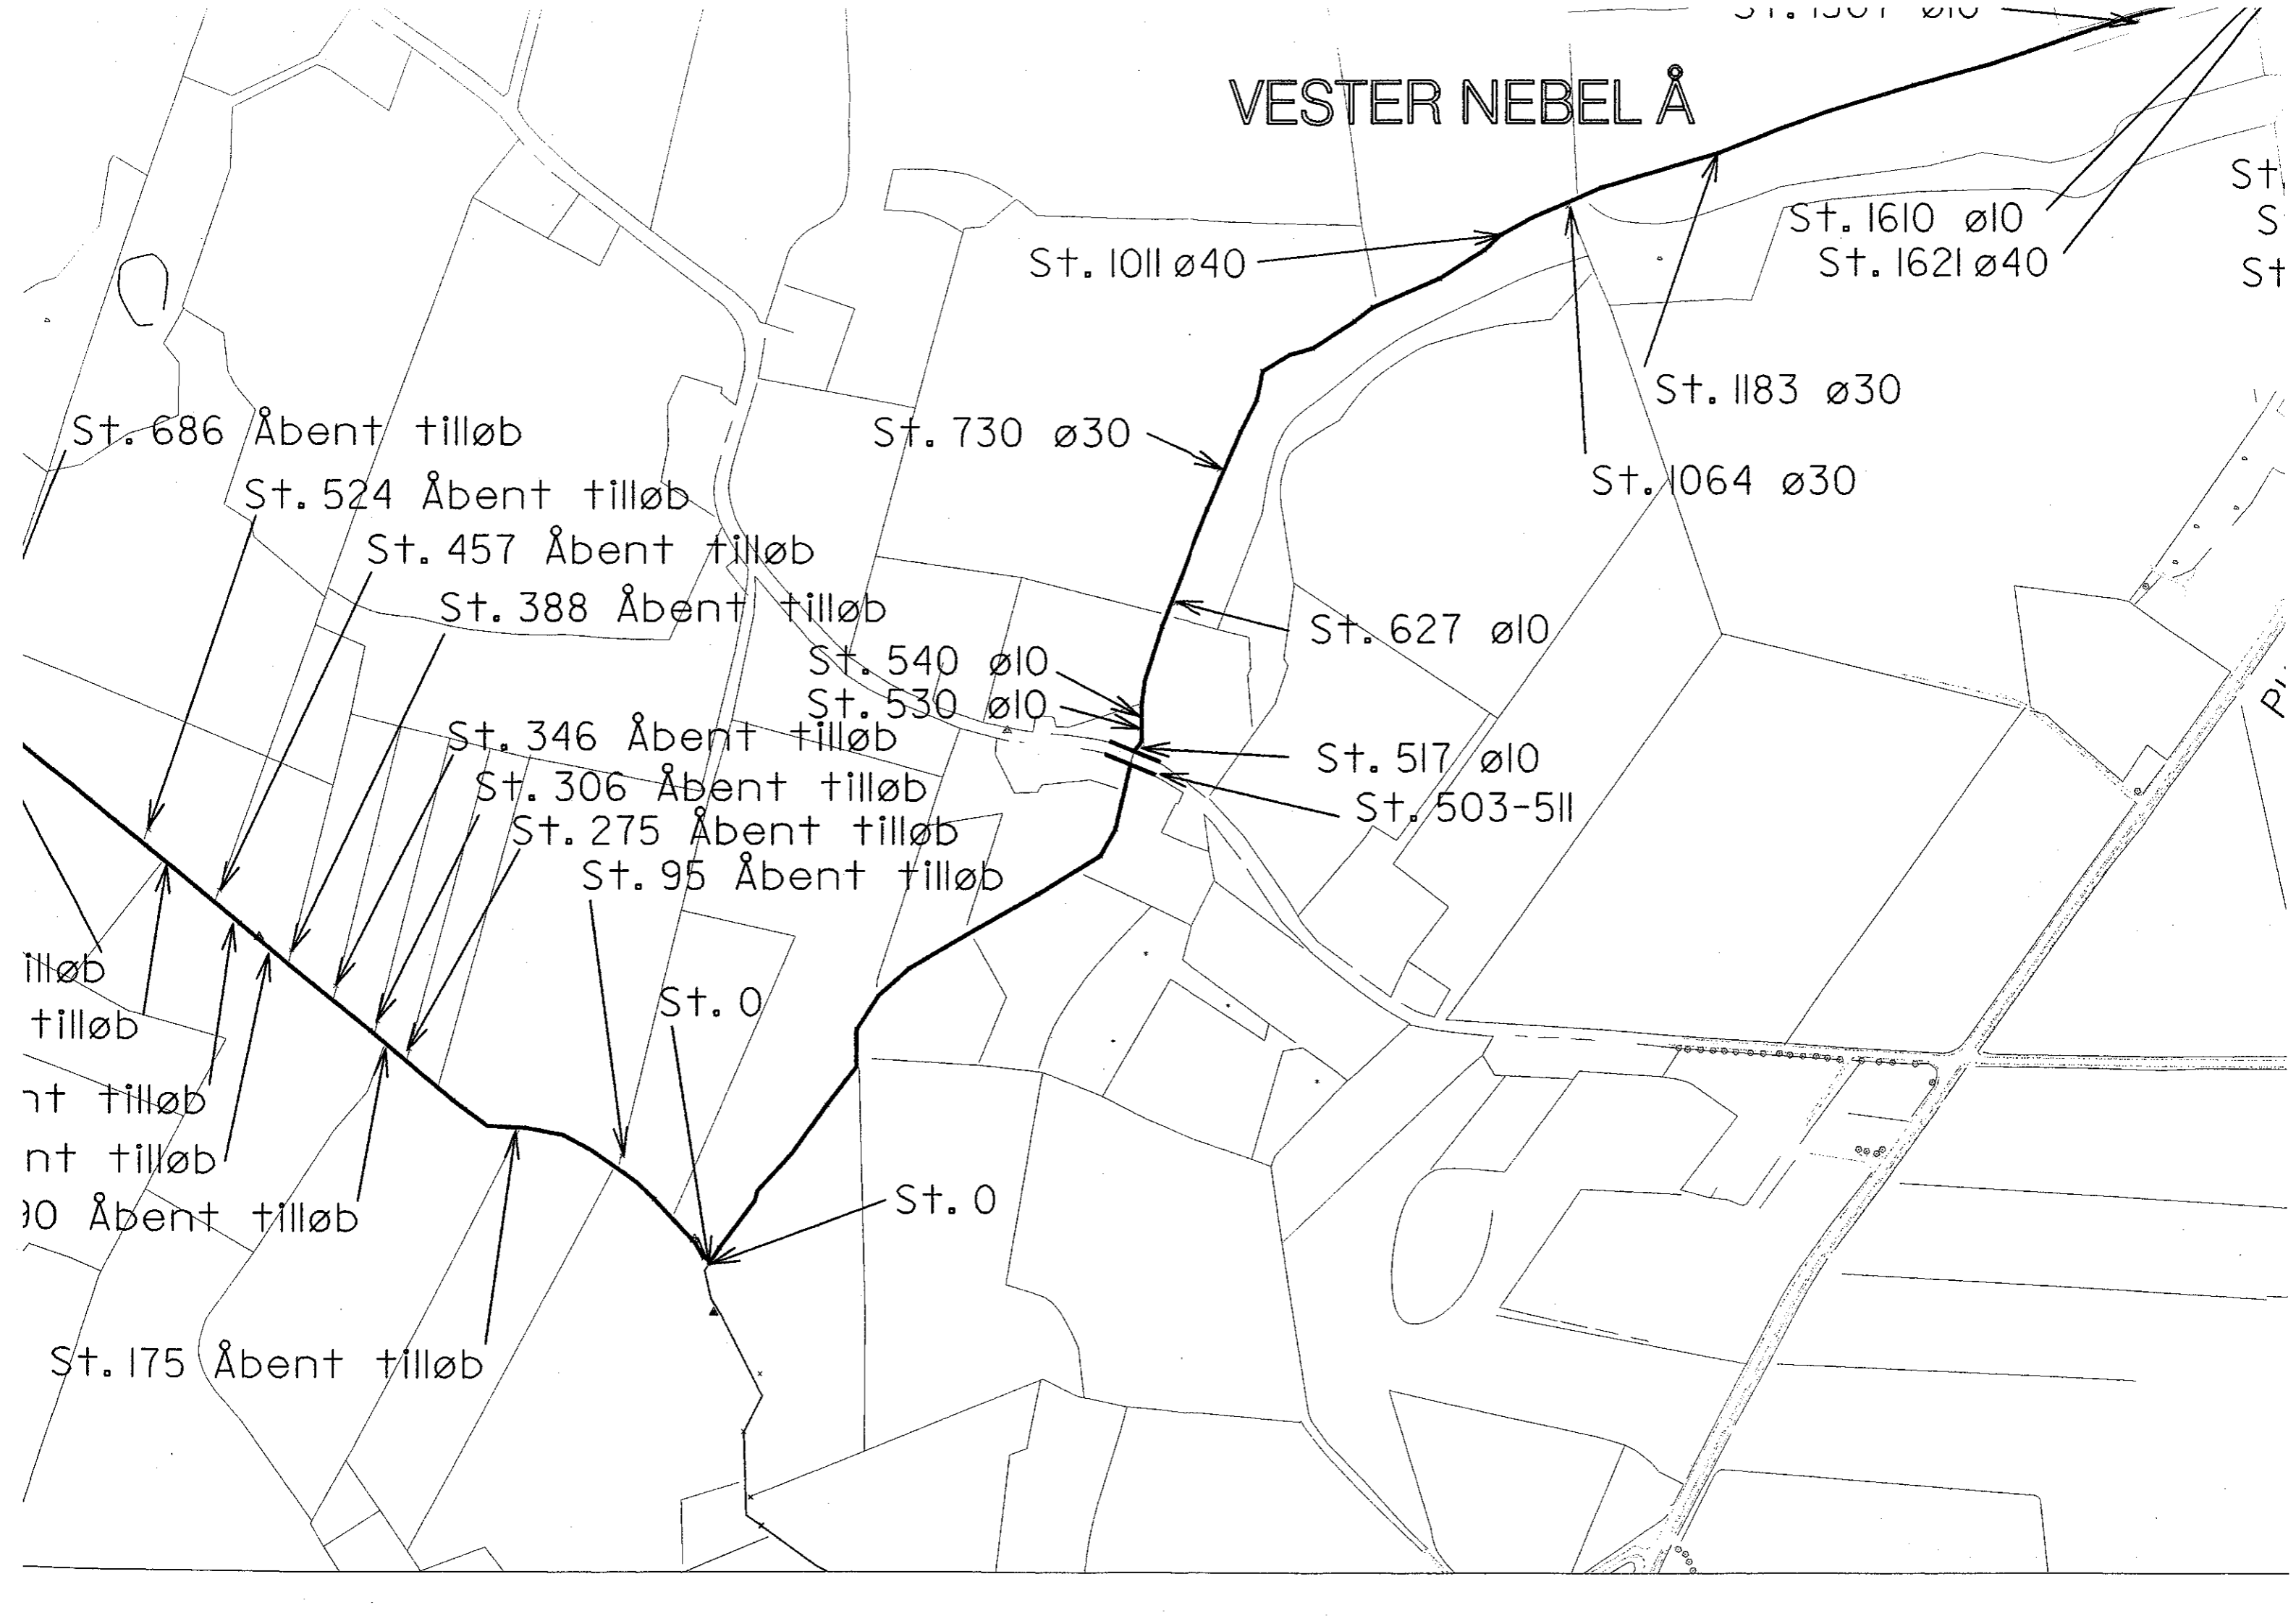 VESTER NEBEL Å
St. 1610 ø10
St. 1621 ø40
St. 1011 ø40
St. 1183 ø30
St. 730 ø30
St. 1064 ø30
St. 686 Åbent tilløb
St. 524 Åbent tilløb
St. 457 Åbent tilløb
St. 388 Åbent tilløb
St. 627 ø10
St. 540 ø10
St. 530 ø10
St. 346 Åbent tilløb
St. 517 ø10
St. 306 Åbent tilløb
St. 503-511
St. 275 Åbent tilløb
St. 95 Åbent tilløb
St. 0
tilløb
tilløb
tilløb
Åbent tilløb
St. 0
St. 175 Åbent tilløb